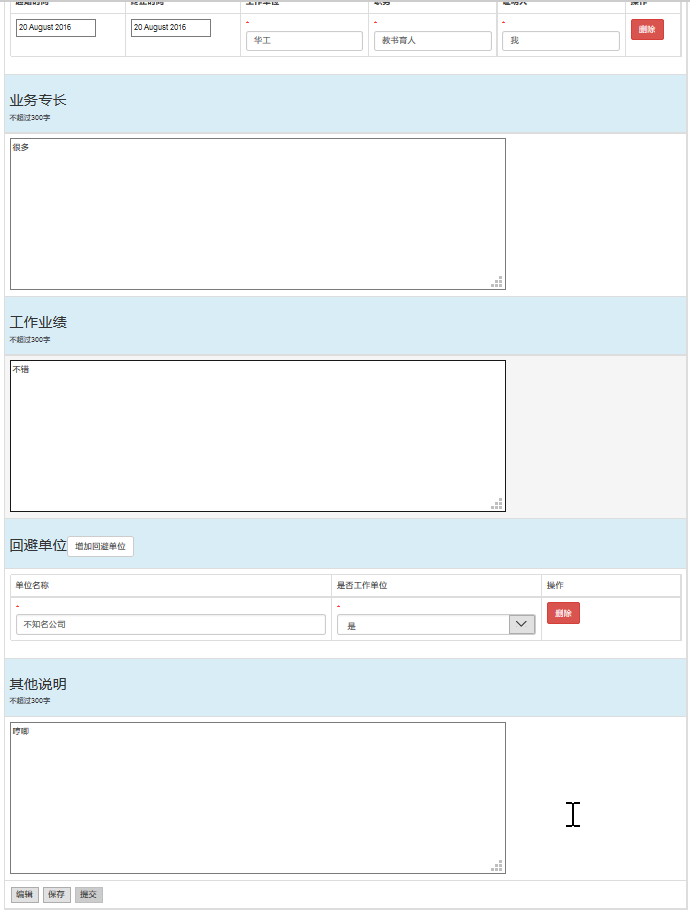 起始时间 终止时间 工作单位 职务 证明人 操作
20 August 2016 20 August 2016 华工 教书育人 我 删除
业务专长
不超过300字
很多
工作业绩
不超过300字
不错
回避单位 增加回避单位
单位名称 是否工作单位 操作
* *
不知名公司 是 删除
其他说明
不超过300字
哼唧
编辑 保存 提交